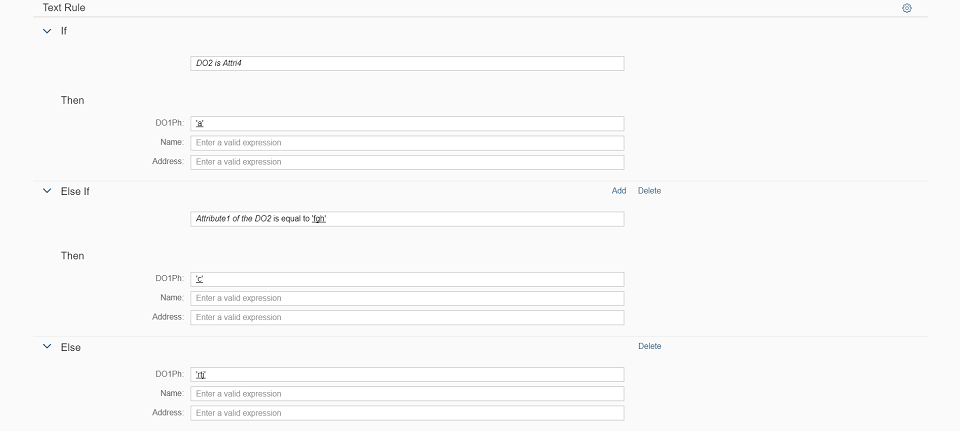 Text Rule
If
DO2 is Attri4
Then
DO1Ph: 'a'
Name: Enter a valid expression
Address: Enter a valid expression
Else If Add Delete
Attribute1 of the DO2 is equal to 'fgh'
Then
DO1Ph: 'c'
Name: Enter a valid expression
Address: Enter a valid expression
Else Delete
DO1Ph: 'rtj'
Name: Enter a valid expression
Address: Enter a valid expression